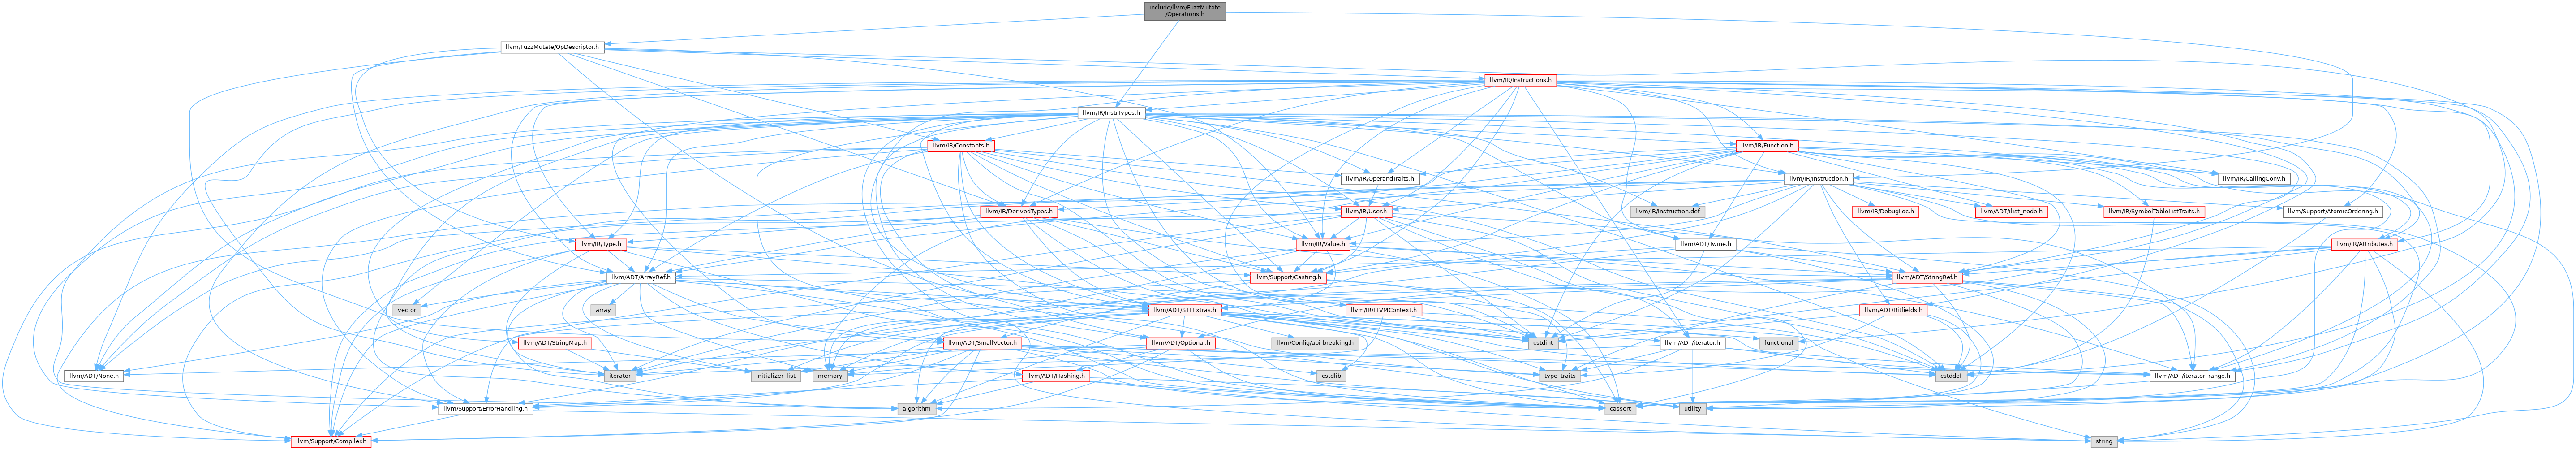 include/llvm/FuzzMutate
/Operations.h
llvm/FuzzMutate/OpDescriptor.h
llvm/IR/Instructions.h
llvm/IR/InstrTypes.h
llvm/IR/Constants.h
llvm/IR/Function.h
llvm/IR/OperandTraits.h
llvm/IR/Instruction.h
llvm/IR/CallingConv.h
llvm/IR/DerivedTypes.h
llvm/IR/User.h
llvm/IR/Instruction.def
llvm/IR/DebugLoc.h
llvm/ADT/ilist_node.h
llvm/IR/SymbolTableListTraits.h
llvm/Support/AtomicOrdering.h
llvm/IR/Type.h
llvm/IR/Value.h
llvm/ADT/Twine.h
llvm/IR/Attributes.h
llvm/ADT/ArrayRef.h
llvm/Support/Casting.h
llvm/ADT/StringRef.h
vector
array
llvm/ADT/STLExtras.h
llvm/IR/LLVMContext.h
llvm/ADT/Bitfields.h
llvm/ADT/StringMap.h
llvm/ADT/SmallVector.h
llvm/ADT/Optional.h
llvm/Config/abi-breaking.h
cstdint
llvm/ADT/iterator.h
functional
llvm/ADT/None.h
iterator
initializer_list
memory
llvm/ADT/Hashing.h
cstdlib
type_traits
cstddef
llvm/ADT/iterator_range.h
llvm/Support/ErrorHandling.h
algorithm
cassert
utility
llvm/Support/Compiler.h
string